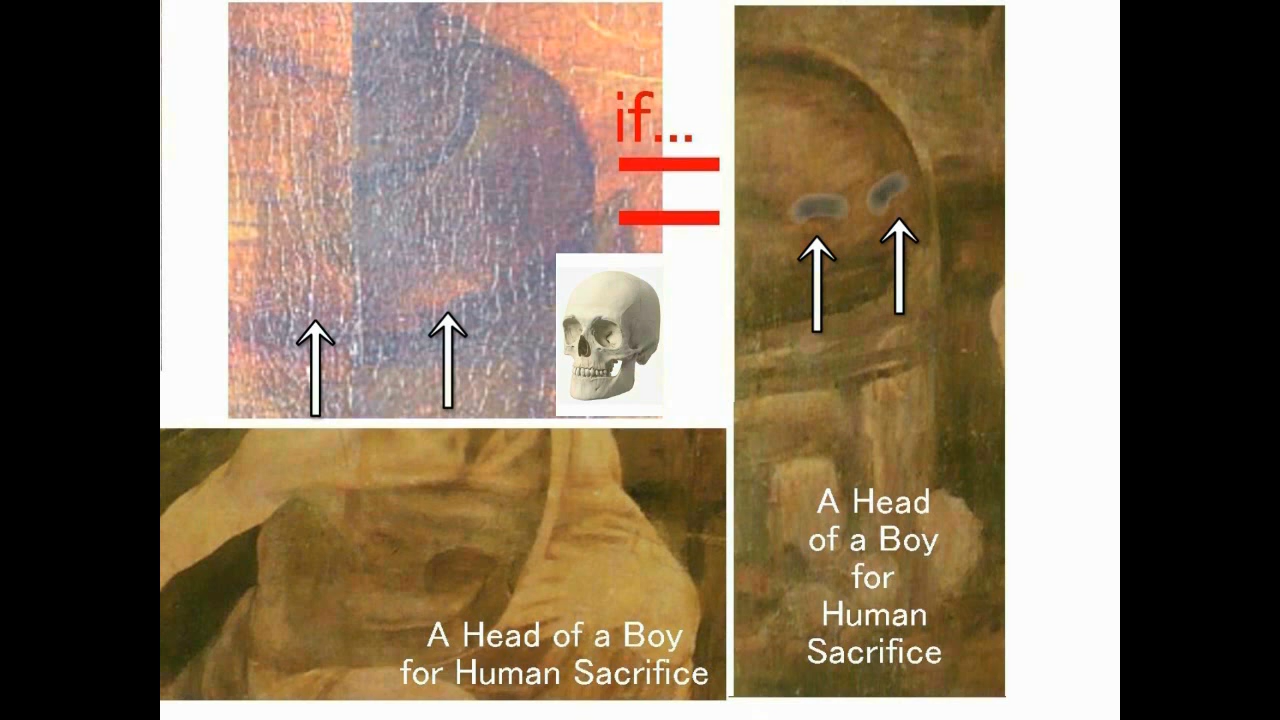 if...
A Head of a Boy
for Human Sacrifice
A Head
of a Boy
for
Human
Sacrifice